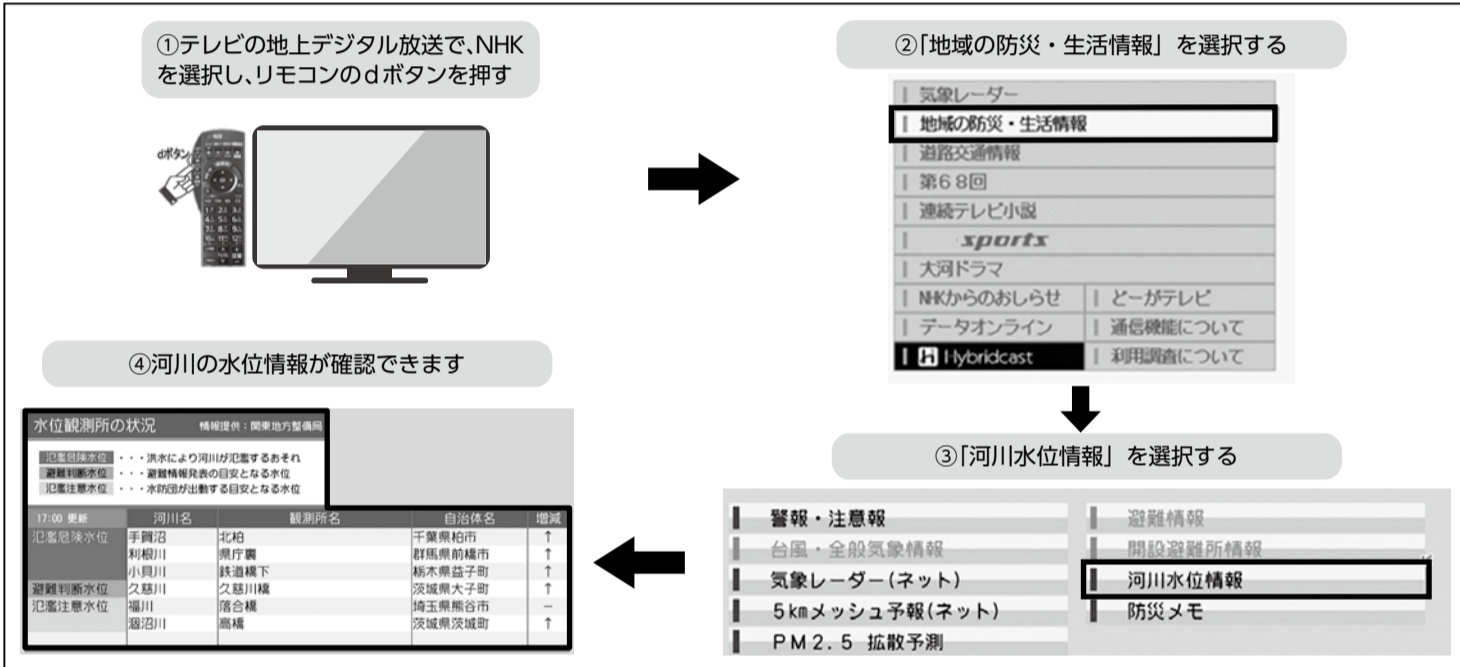 ①テレビの地上デジタル放送で、NHK
を選択し、リモコンのdボタンを押す
dボタン
②「地域の防災・生活情報」を選択する
気象レーダー
地域の防災・生活情報
道路交通情報
第68回
連続テレビ小説
sports
大河ドラマ
NHKからのおしらせ どーがテレビ
データオンライン 通信機能について
Hybridcast 利用調査について
③「河川水位情報」を選択する
警報・注意報 避難情報
台風・全般気象情報 開設避難所情報
気象レーダー(ネット) 河川水位情報
5kmメッシュ予報(ネット) 防災メモ
PM2.5 拡散予測
④河川の水位情報が確認できます
水位観測所の状況 情報提供:関東地方整備局
氾濫危険水位 ・・・洪水により河川が氾濫するおそれ
避難判断水位 ・・・避難情報発表の目安となる水位
氾濫注意水位 ・・・水防団が出動する目安となる水位
17:00 更新 河川名 観測所名 自治体名 増減
氾濫危険水位 手賀沼 北柏 千葉県柏市 ↑
利根川 県庁裏 群馬県前橋市 ↑
小貝川 鉄道橋下 栃木県益子町 ↑
避難判断水位 久慈川 久慈川橋 茨城県大子町 ↑
氾濫注意水位 福川 落合橋 埼玉県熊谷市 −
涸沼川 高橋 茨城県茨城町 ↑